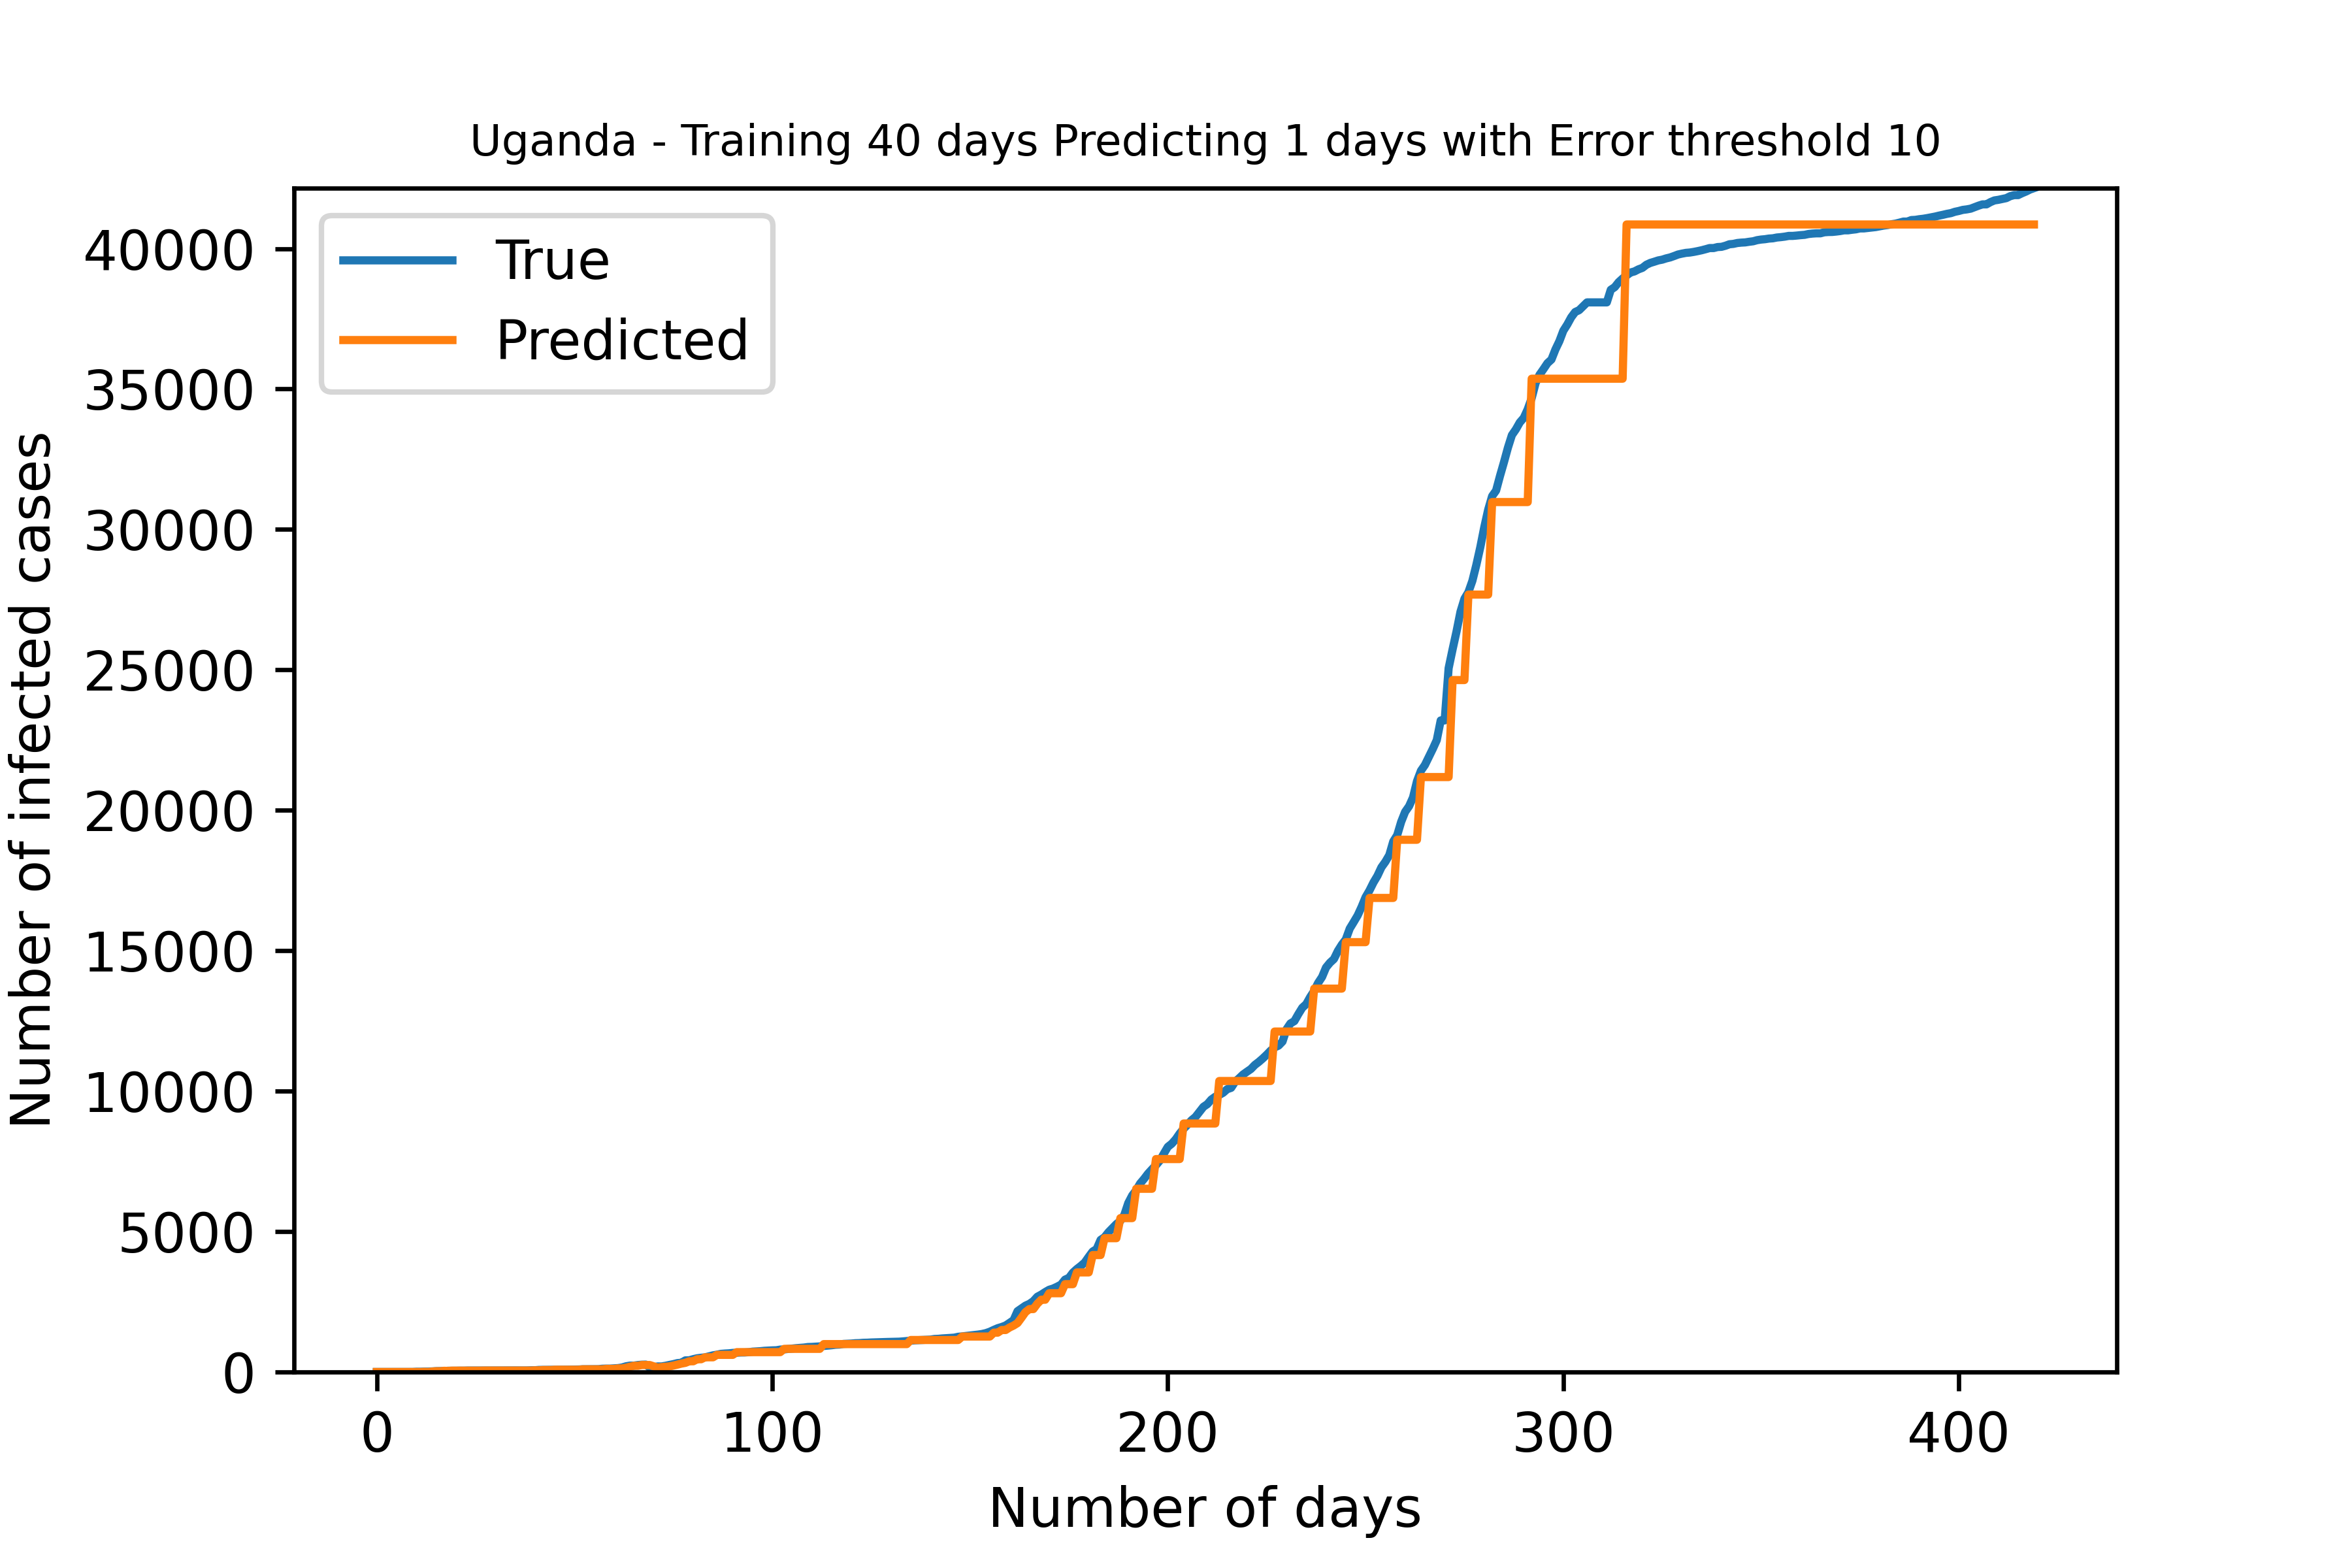 Uganda - Training 40 days Predicting 1 days with Error threshold 10
True
Predicted
Number of infected cases
40000
35000
30000
25000
20000
15000
10000
5000
0
0 100 200 300 400
Number of days